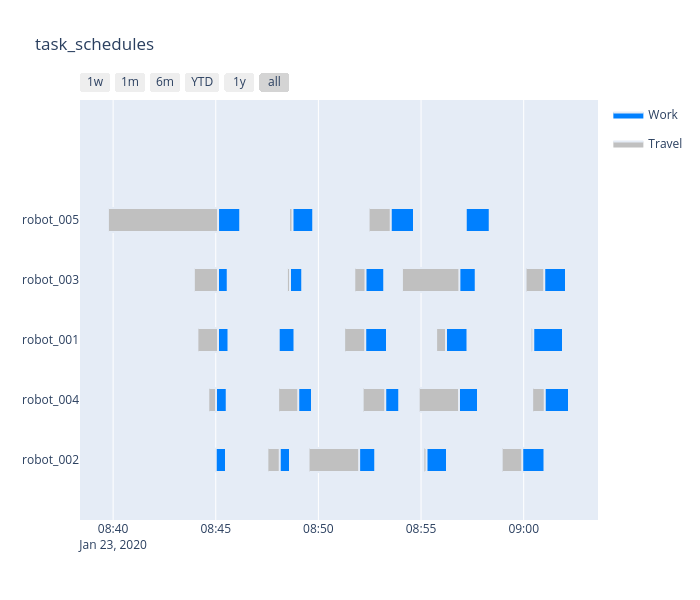 task_schedules
1w 1m 6m YTD 1y all
Work
Travel
robot_005
robot_003
robot_001
robot_004
robot_002
08:40 08:45 08:50 08:55 09:00
Jan 23, 2020